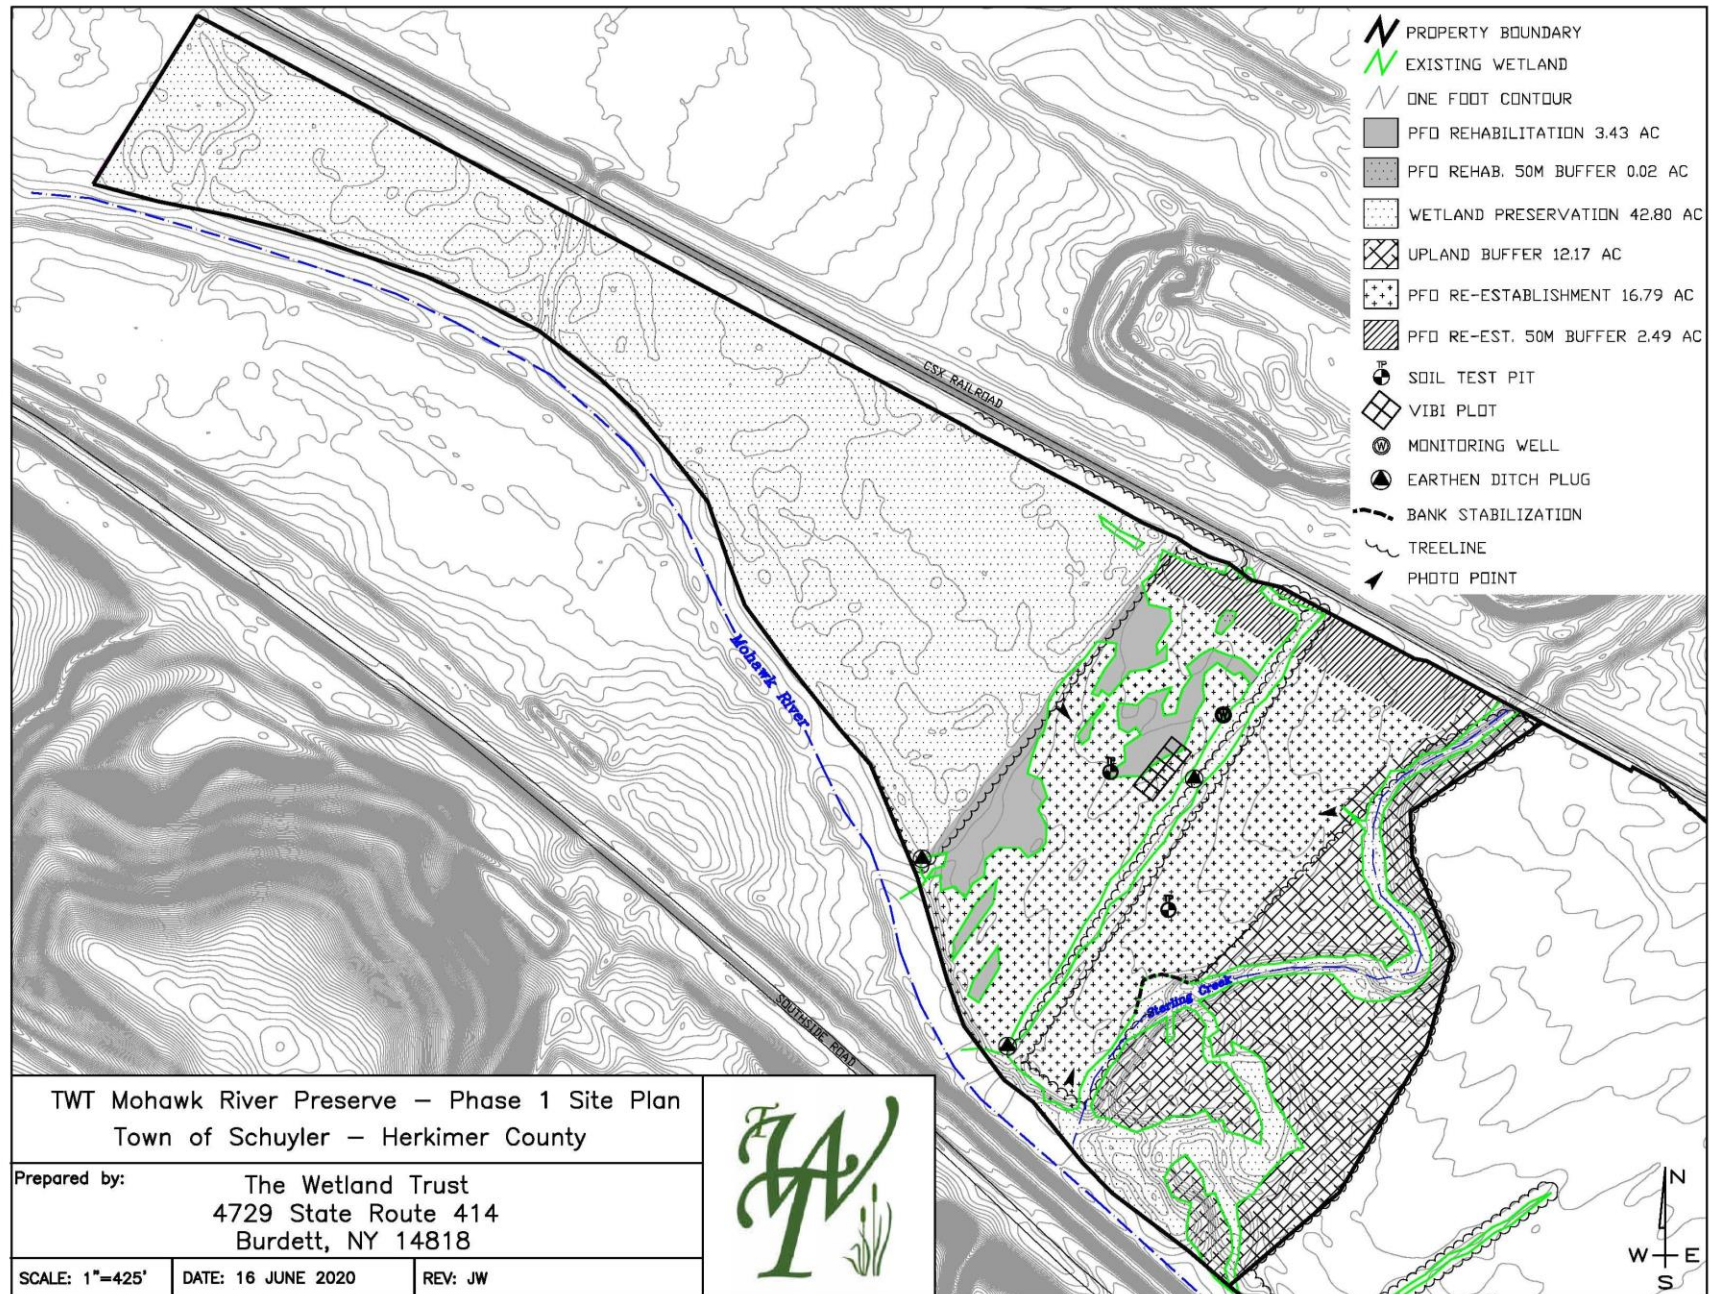 PROPERTY BOUNDARY
EXISTING WETLAND
ONE FOOT CONTOUR
PFO REHABILITATION 3.43 AC
PFO REHAB. 50M BUFFER 0.02 AC
WETLAND PRESERVATION 42.80 AC
UPLAND BUFFER 12.17 AC
PFO RE-ESTABLISHMENT 16.79 AC
PFO RE-EST. 50M BUFFER 2.49 AC
TP
SOIL TEST PIT
VIBI PLOT
W
MONITORING WELL
EARTHEN DITCH PLUG
BANK STABILIZATION
TREELINE
PHOTO POINT
CSX RAILROAD
Mohawk River
W
TP
TP
Sterling Creek
SOUTHSIDE ROAD
TWT Mohawk River Preserve – Phase 1 Site Plan
Town of Schuyler – Herkimer County
Prepared by:
The Wetland Trust
4729 State Route 414
Burdett, NY 14818
SCALE: 1"=425'
DATE: 16 JUNE 2020
REV: JW
TWT
N
W E
S